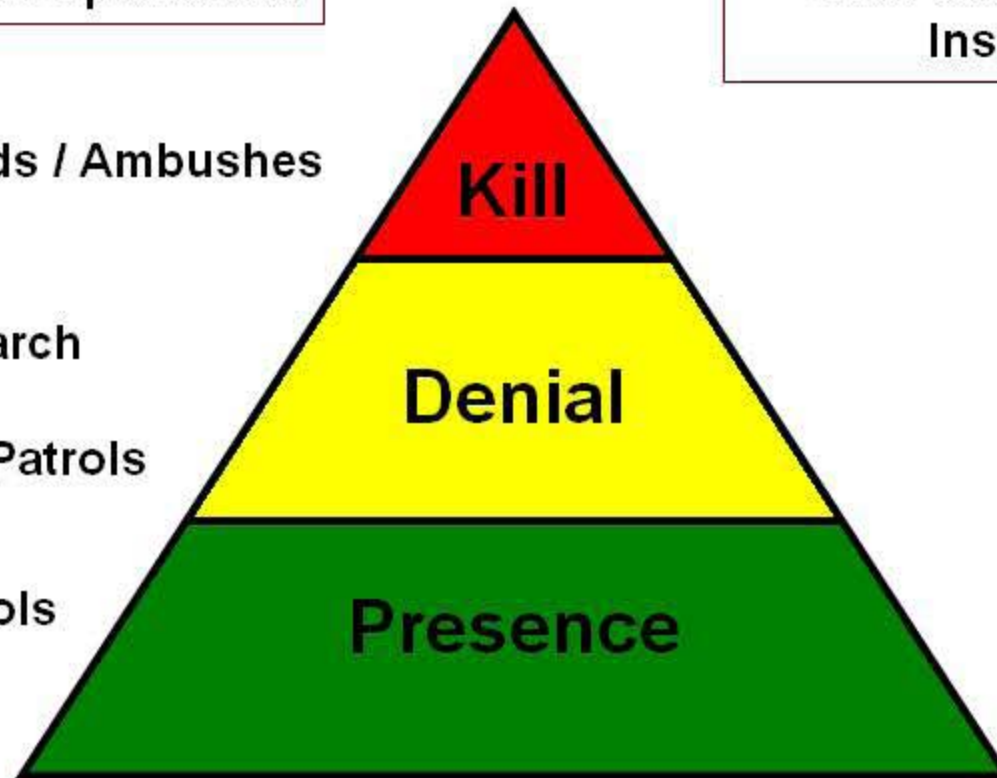 Ins
ds / Ambushes
Kill
arch
Denial
Patrols
ols
Presence